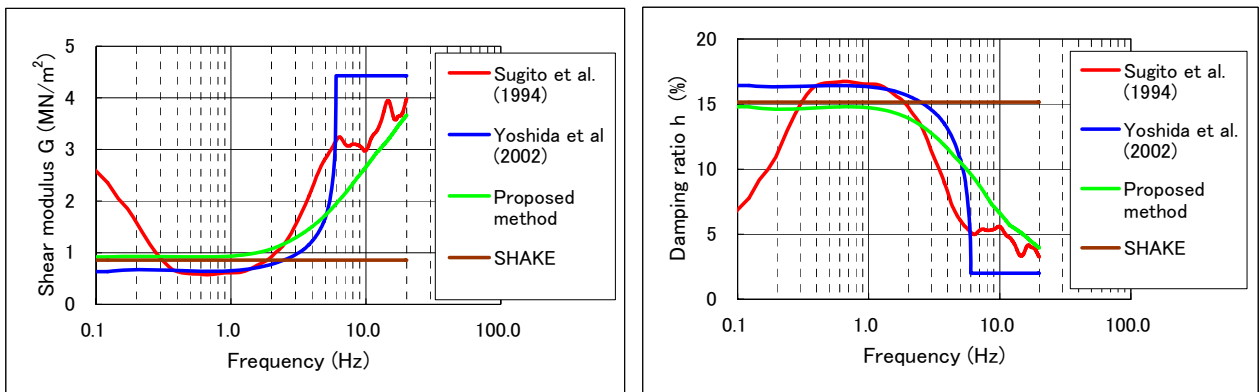 Shear modulus G (MN/m²)
5
4
3
2
1
0
0.1
1.0
10.0
100.0
Frequency (Hz)
Sugito et al.
(1994)
Yoshida et al
(2002)
Proposed
method
SHAKE
Damping ratio h (%)
20
15
10
5
0
0.1
1.0
10.0
100.0
Frequency (Hz)
Sugito et al.
(1994)
Yoshida et al.
(2002)
Proposed
method
SHAKE